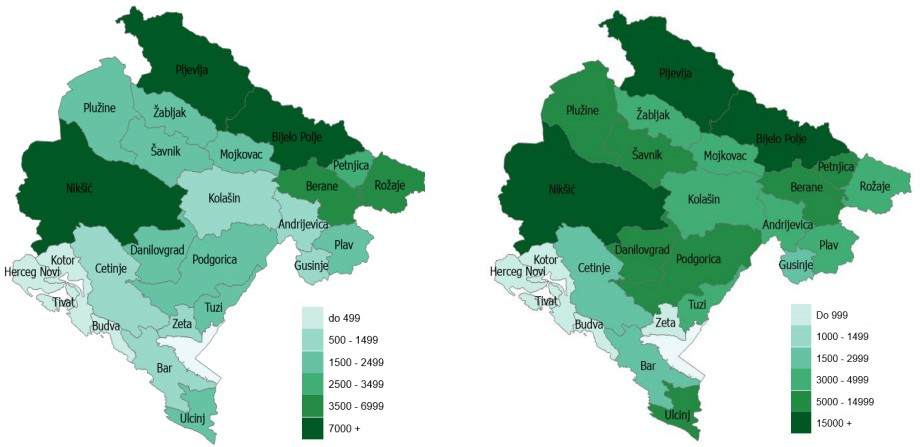 Pljevlja
Plužine
Žabljak
Bijelo Polje
Šavnik
Mojkovac
Petnjica
Nikšić
Berane
Rožaje
Kolašin
Andrijevica
Danilovgrad
Plav
Kotor
Podgorica
Cetinje
Gusinje
Herceg Novi
Tivat
Tuzi
Budva
Zeta
Bar
Ulcinj
do 499
500 - 1499
1500 - 2499
2500 - 3499
3500 - 6999
7000 +
Pljevlja
Plužine
Žabljak
Bijelo Polje
Šavnik
Mojkovac
Petnjica
Nikšić
Berane
Rožaje
Kolašin
Andrijevica
Danilovgrad
Plav
Kotor
Podgorica
Cetinje
Gusinje
Herceg Novi
Tivat
Tuzi
Budva
Zeta
Bar
Ulcinj
Do 999
1000 - 1499
1500 - 2999
3000 - 4999
5000 - 14999
15000 +